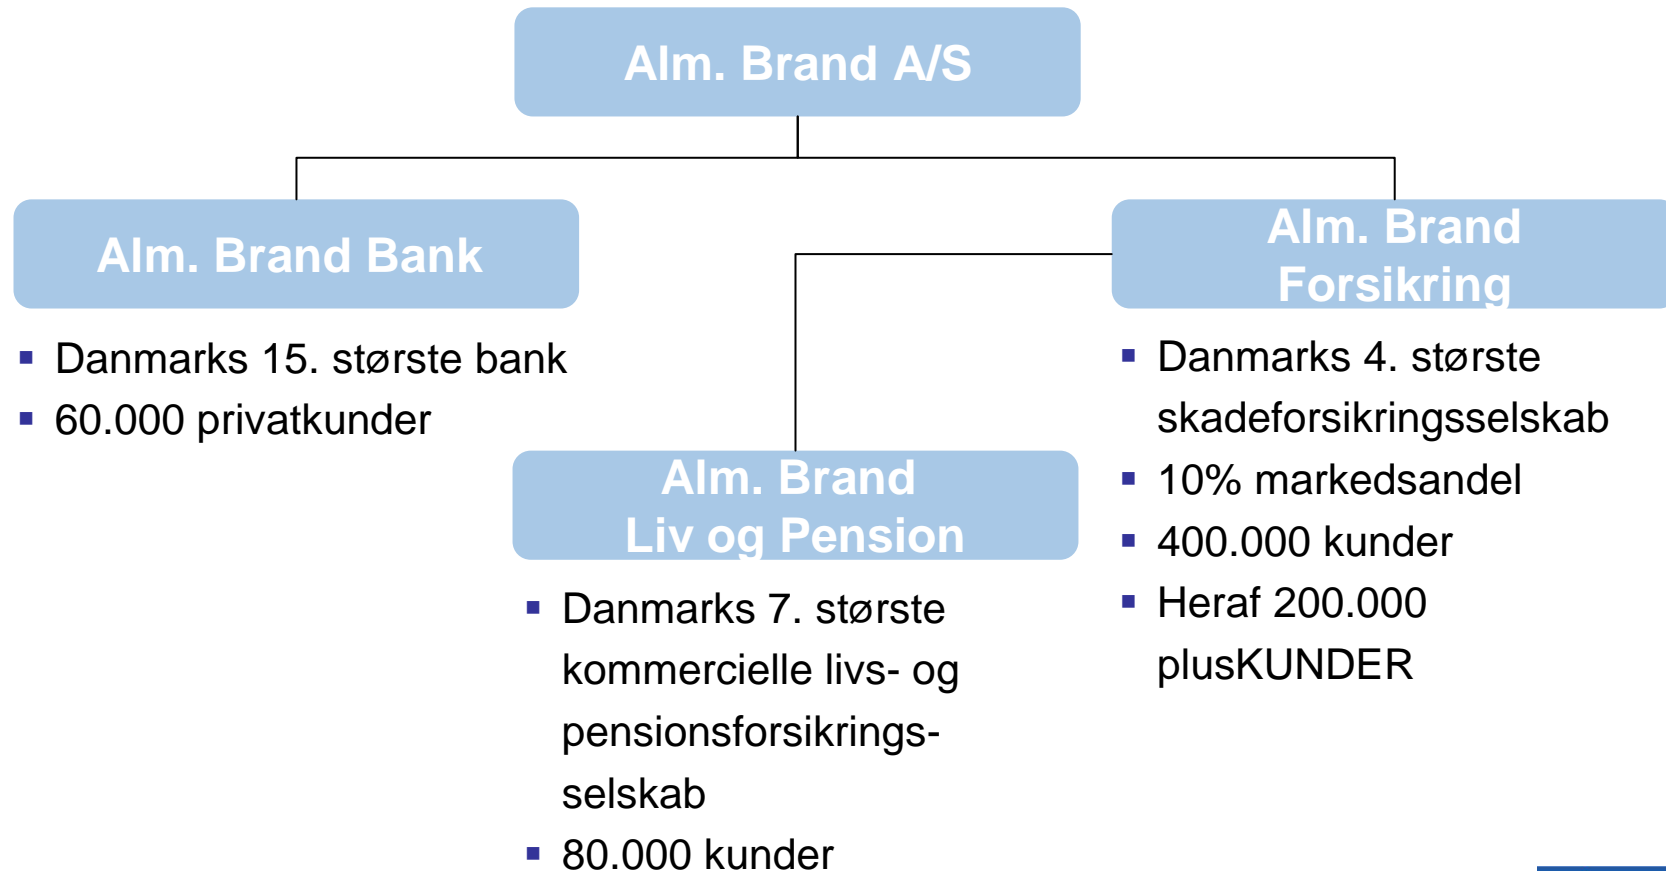 Alm. Brand A/S
Alm. Brand Bank
▪ Danmarks 15. største bank
▪ 60.000 privatkunder
Alm. Brand
Liv og Pension
▪ Danmarks 7. største
kommercielle livs- og
pensionsforsikrings-
selskab
▪ 80.000 kunder
Alm. Brand
Forsikring
▪ Danmarks 4. største
skadeforsikringsselskab
▪ 10% markedsandel
▪ 400.000 kunder
▪ Heraf 200.000
plusKUNDER